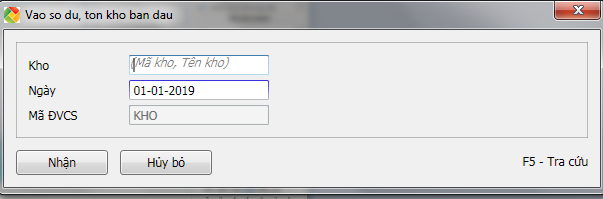 Vao so du, ton kho ban dau
Kho (Mã kho, Tên kho)
Ngày 01-01-2019
Mã ĐVCS KHO
Nhận Hủy bỏ F5 - Tra cứu